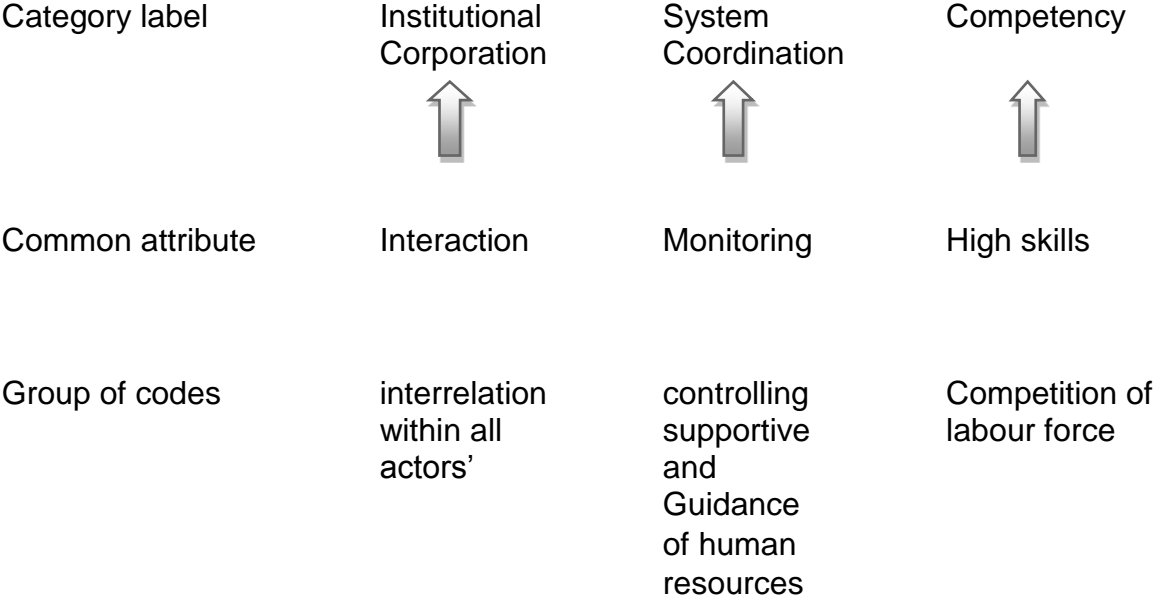 Category label Institutional System Competency
Corporation Coordination
Common attribute Interaction Monitoring High skills
Group of codes interrelation controlling Competition of
within all supportive labour force
actors’ and
Guidance
of human
resources